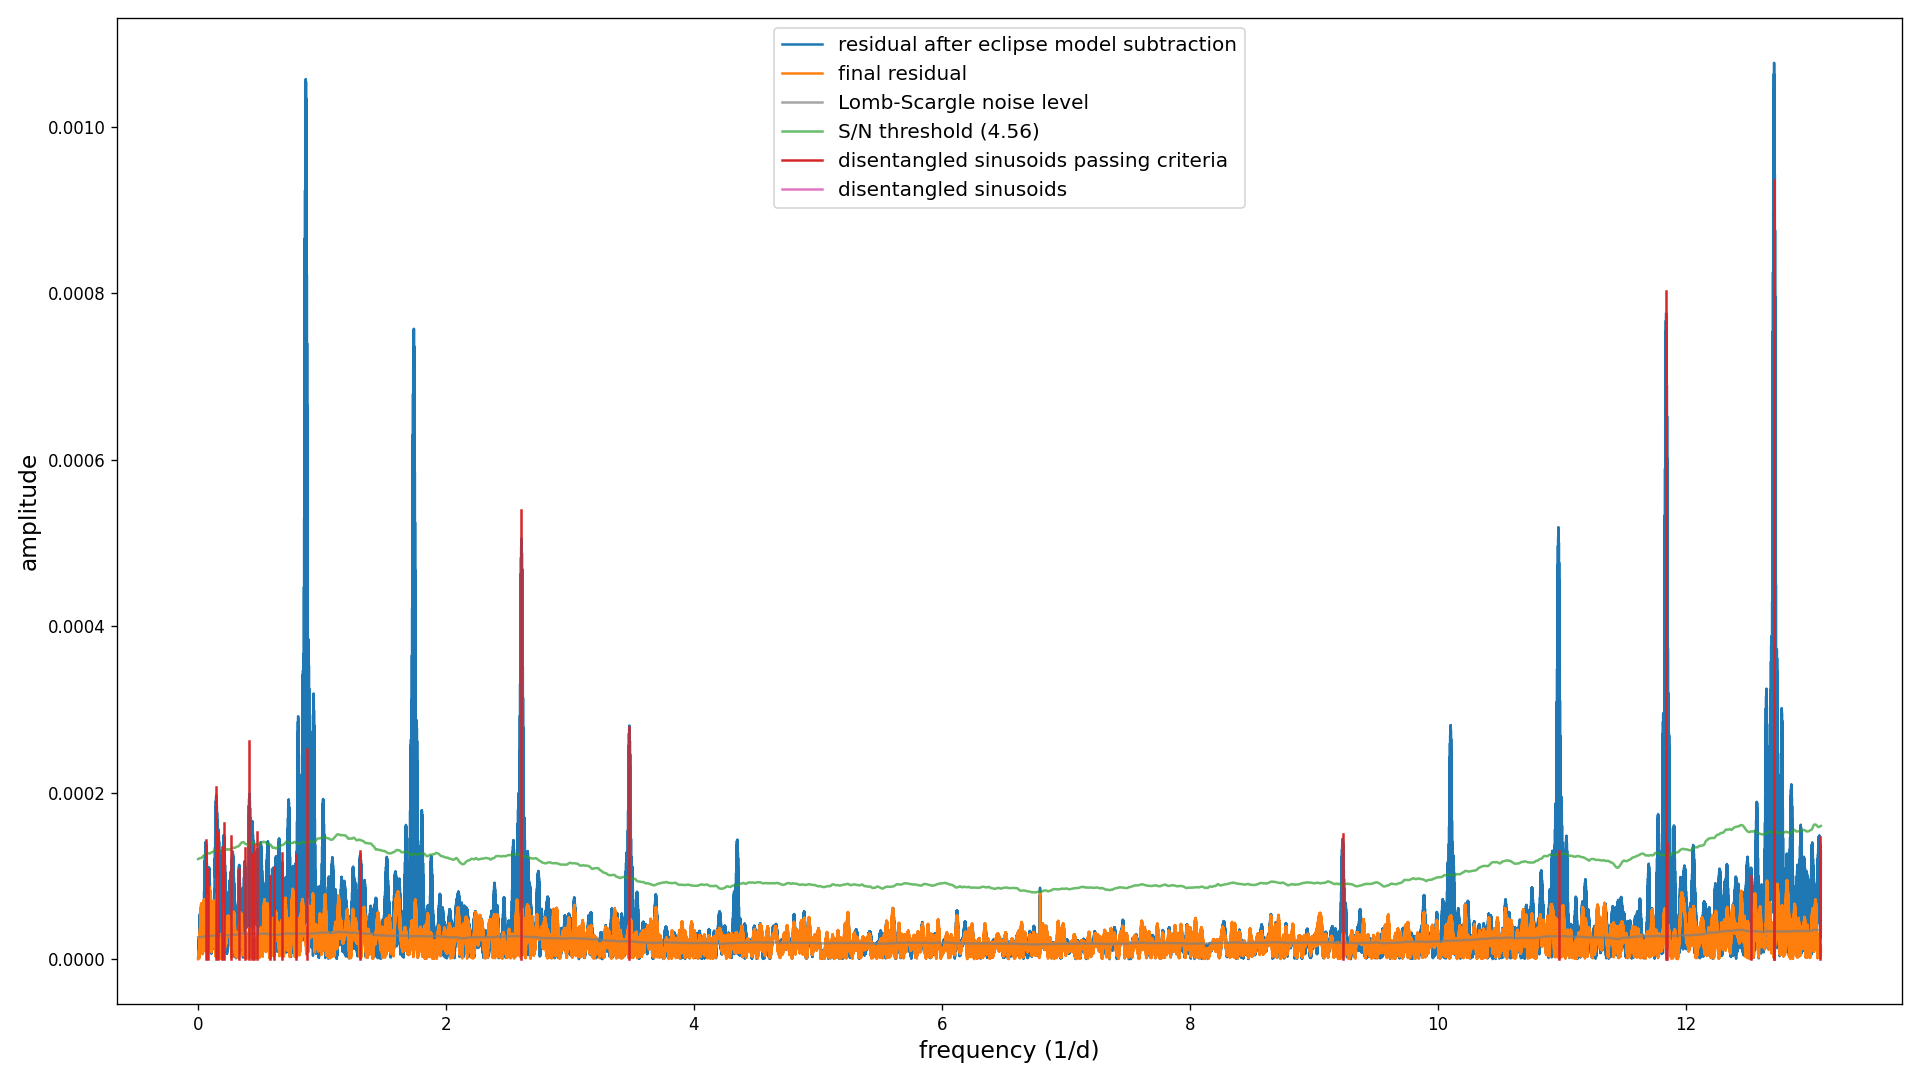 residual after eclipse model subtraction
final residual
Lomb-Scargle noise level
S/N threshold (4.56)
disentangled sinusoids passing criteria
disentangled sinusoids
0.0010
0.0008
0.0006
0.0004
0.0002
0.0000
amplitude
0 2 4 6 8 10 12
frequency (1/d)